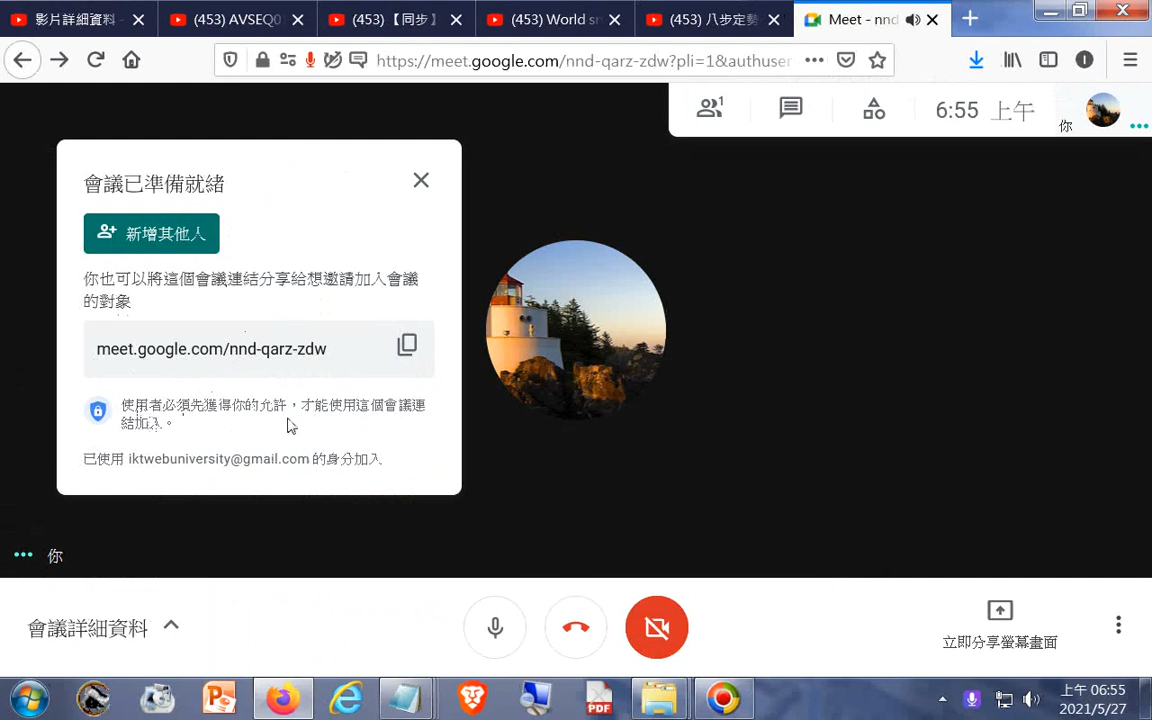 影片詳細資料 -
(453) AVSEQ0
(453)【同步】
(453) World sn
(453) 八步定勢
Meet - nnd
https://meet.google.com/nnd-qarz-zdw?pli=1&authuser
1
6:55 上午
你
會議已準備就緒
新增其他人
你也可以將這個會議連結分享給想邀請加入會議
的對象
meet.google.com/nnd-qarz-zdw
使用者必須先獲得你的允許，才能使用這個會議連
結加入。
已使用 iktwebuniversity@gmail.com 的身分加入
你
會議詳細資料
立即分享螢幕畫面
PDF
上午 06:55
2021/5/27